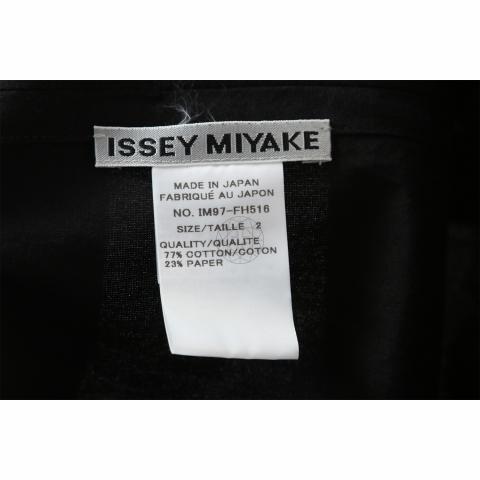 ISSEY MIYAKE
MADE IN JAPAN
FABRIQUÉ AU JAPON
NO. IM97-FH516
SIZE/TAILLE 2
QUALITY/QUALITE
77% COTTON/COTON
23% PAPER